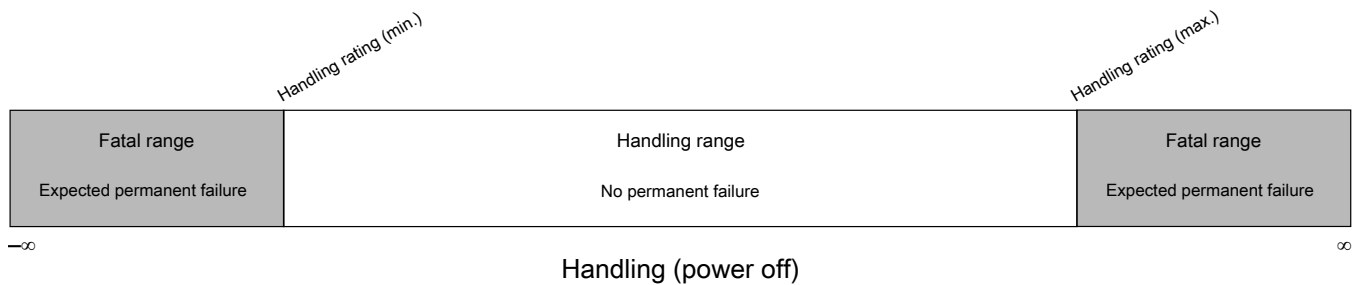 Handling rating (min.)
Handling rating (max.)
Fatal range
Handling range
Fatal range
Expected permanent failure
No permanent failure
Expected permanent failure
–∞
∞
Handling (power off)